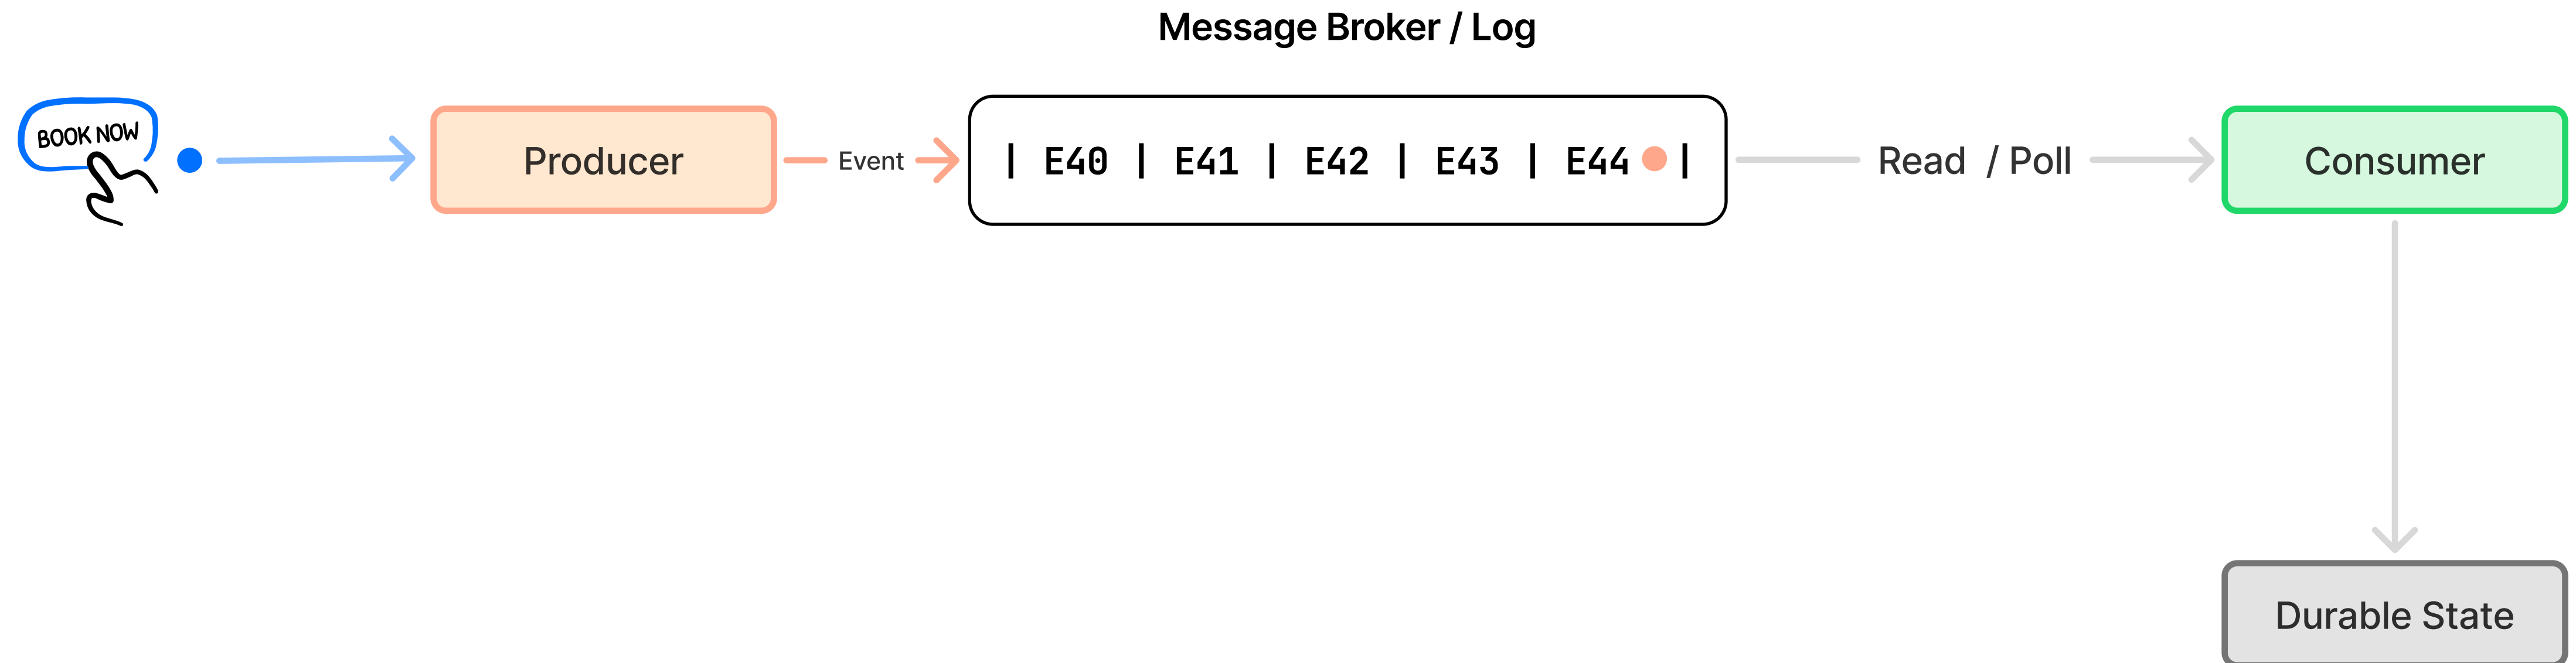 Message Broker / Log
BOOK NOW
Producer
Event
| E40 | E41 | E42 | E43 | E44 |
Read / Poll
Consumer
Durable State